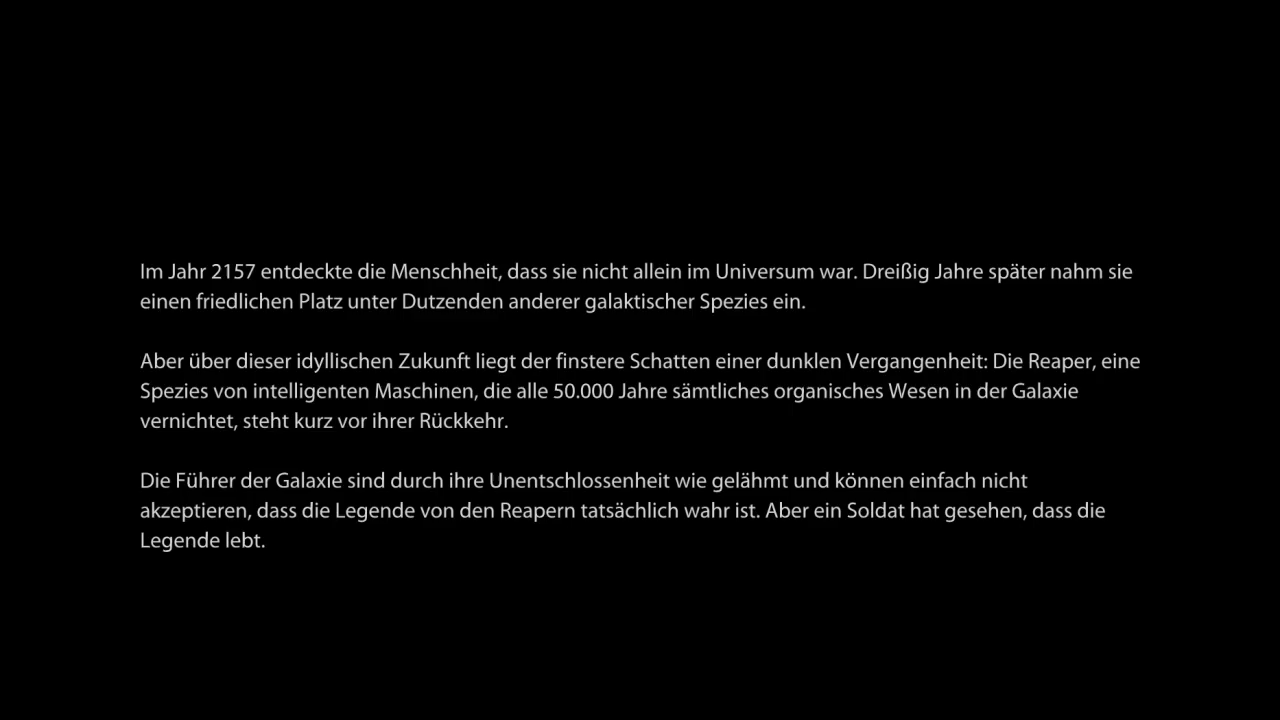 Im Jahr 2157 entdeckte die Menschheit, dass sie nicht allein im Universum war. Dreißig Jahre später nahm sie
einen friedlichen Platz unter Dutzenden anderer galaktischer Spezies ein.
Aber über dieser idyllischen Zukunft liegt der finstere Schatten einer dunklen Vergangenheit: Die Reaper, eine
Spezies von intelligenten Maschinen, die alle 50.000 Jahre sämtliches organisches Wesen in der Galaxie
vernichtet, steht kurz vor ihrer Rückkehr.
Die Führer der Galaxie sind durch ihre Unentschlossenheit wie gelähmt und können einfach nicht
akzeptieren, dass die Legende von den Reapern tatsächlich wahr ist. Aber ein Soldat hat gesehen, dass die
Legende lebt.